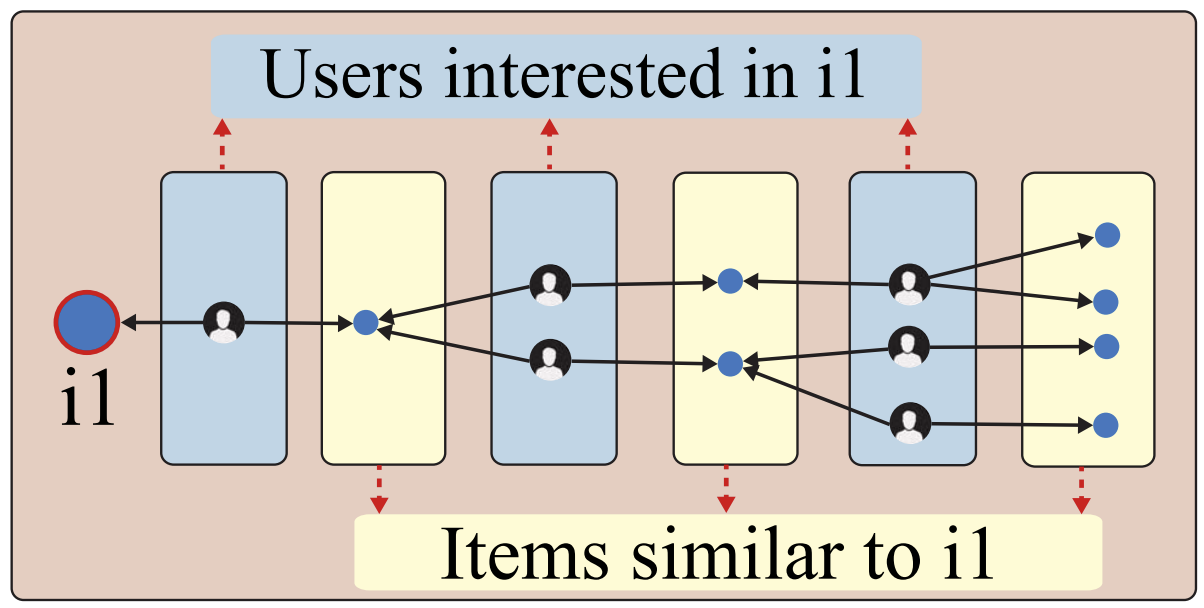 Users interested in i1
i1
Items similar to i1